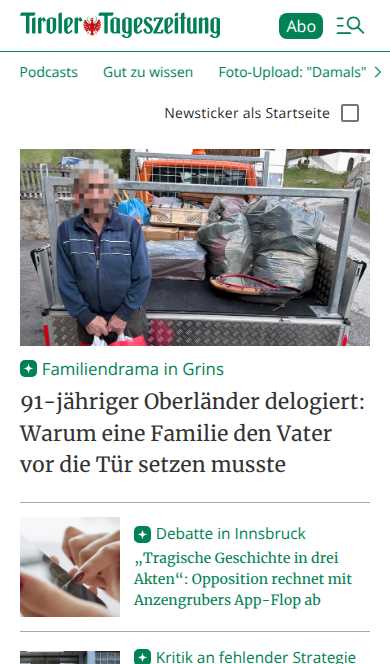 Tiroler Tageszeitung
Abo
Podcasts Gut zu wissen Foto-Upload: "Damals"
Newsticker als Startseite
Familiendrama in Grins
91-jähriger Oberländer delogiert:
Warum eine Familie den Vater
vor die Tür setzen musste
Debatte in Innsbruck
„Tragische Geschichte in drei
Akten“: Opposition rechnet mit
Anzengrubers App-Flop ab
Kritik an fehlender Strategie